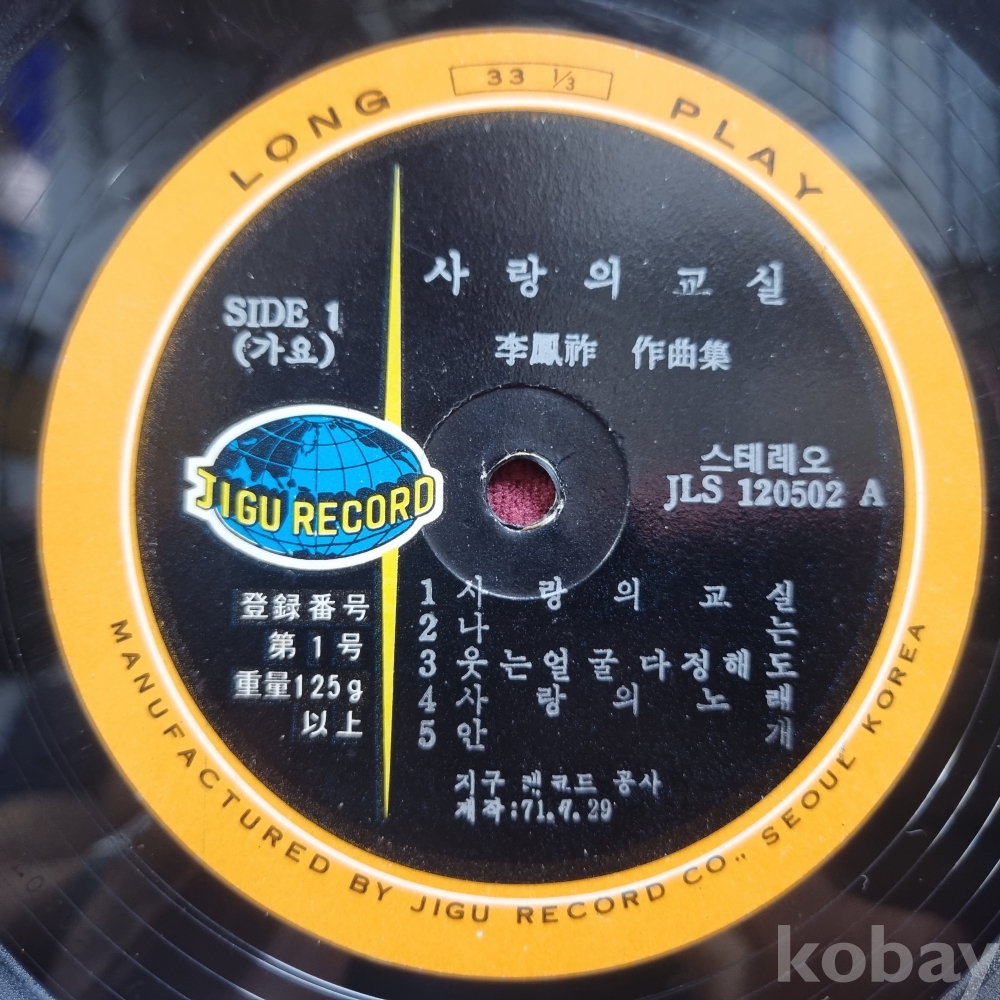 LONG 33 ⅓ PLAY
사랑의 교실
SIDE 1
(가요)
李鳳祚 作曲集
스테레오
JLS 120502 A
JIGU RECORD
登録番号
第1号
重量125g
以上
1 사랑의 교실
2 나는
3 웃는얼굴다정해도
4 사랑의 노래
5 안개
지구 레코드 공사
제작:71.7.29
MANUFACTURED BY JIGU RECORD CO., SEOUL KOREA
kobay